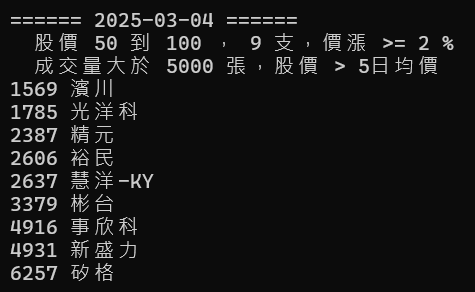 ====== 2025-03-04 ======
股價 50 到 100 , 9 支,價漲 >= 2 %
成交量大於 5000 張,股價 > 5日均價
1569 濱川
1785 光洋科
2387 精元
2606 裕民
2637 慧洋-KY
3379 彬台
4916 事欣科
4931 新盛力
6257 矽格